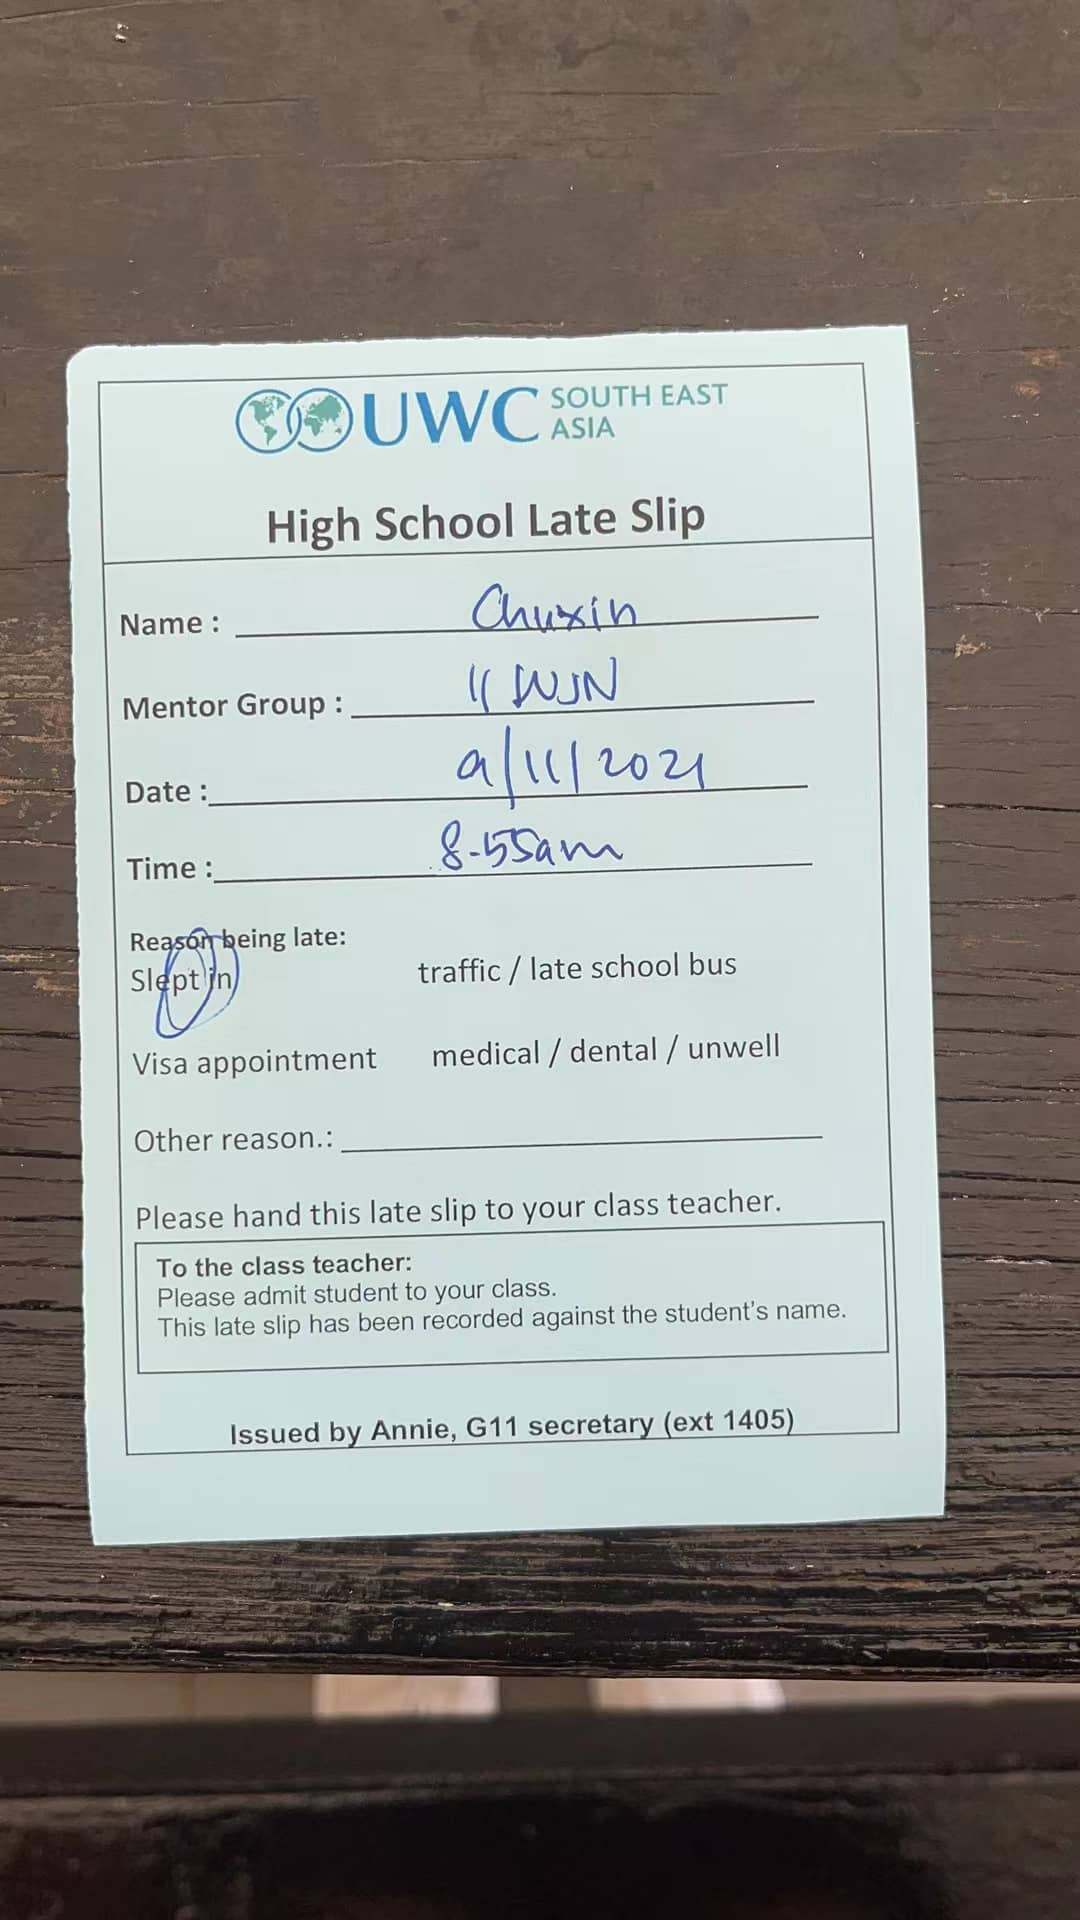 UWC SOUTH EAST ASIA
High School Late Slip
Name : Chuxin
Mentor Group : 11 WJN
Date : 9/11/2021
Time : 8-55am
Reason being late:
Slept in traffic / late school bus
Visa appointment medical / dental / unwell
Other reason.:
Please hand this late slip to your class teacher.
To the class teacher:
Please admit student to your class.
This late slip has been recorded against the student's name.
Issued by Annie, G11 secretary (ext 1405)